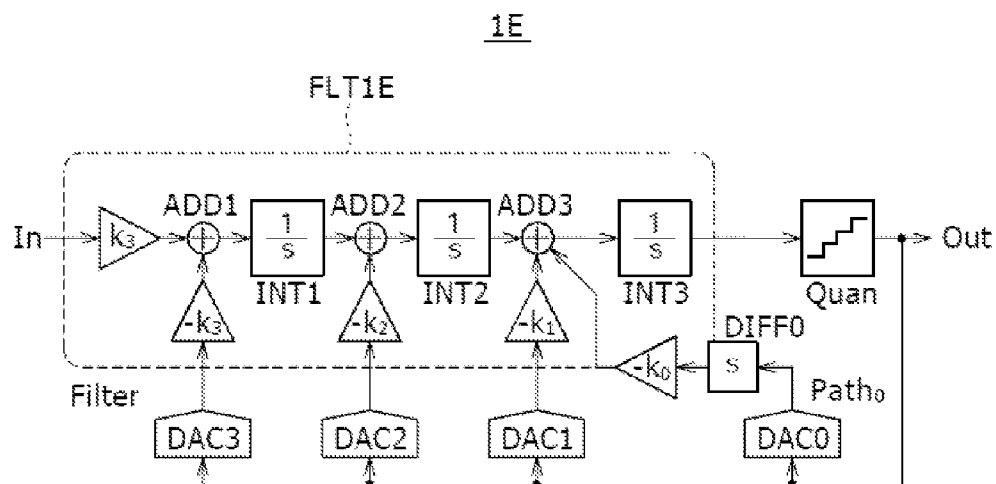 1E
FLT1E
In
k₃
ADD1
1/s
INT1
ADD2
1/s
INT2
ADD3
1/s
INT3
Quan
Out
-k₃
-k₂
-k₁
-k₀
DIFF0
s
Path₀
Filter
DAC3
DAC2
DAC1
DAC0